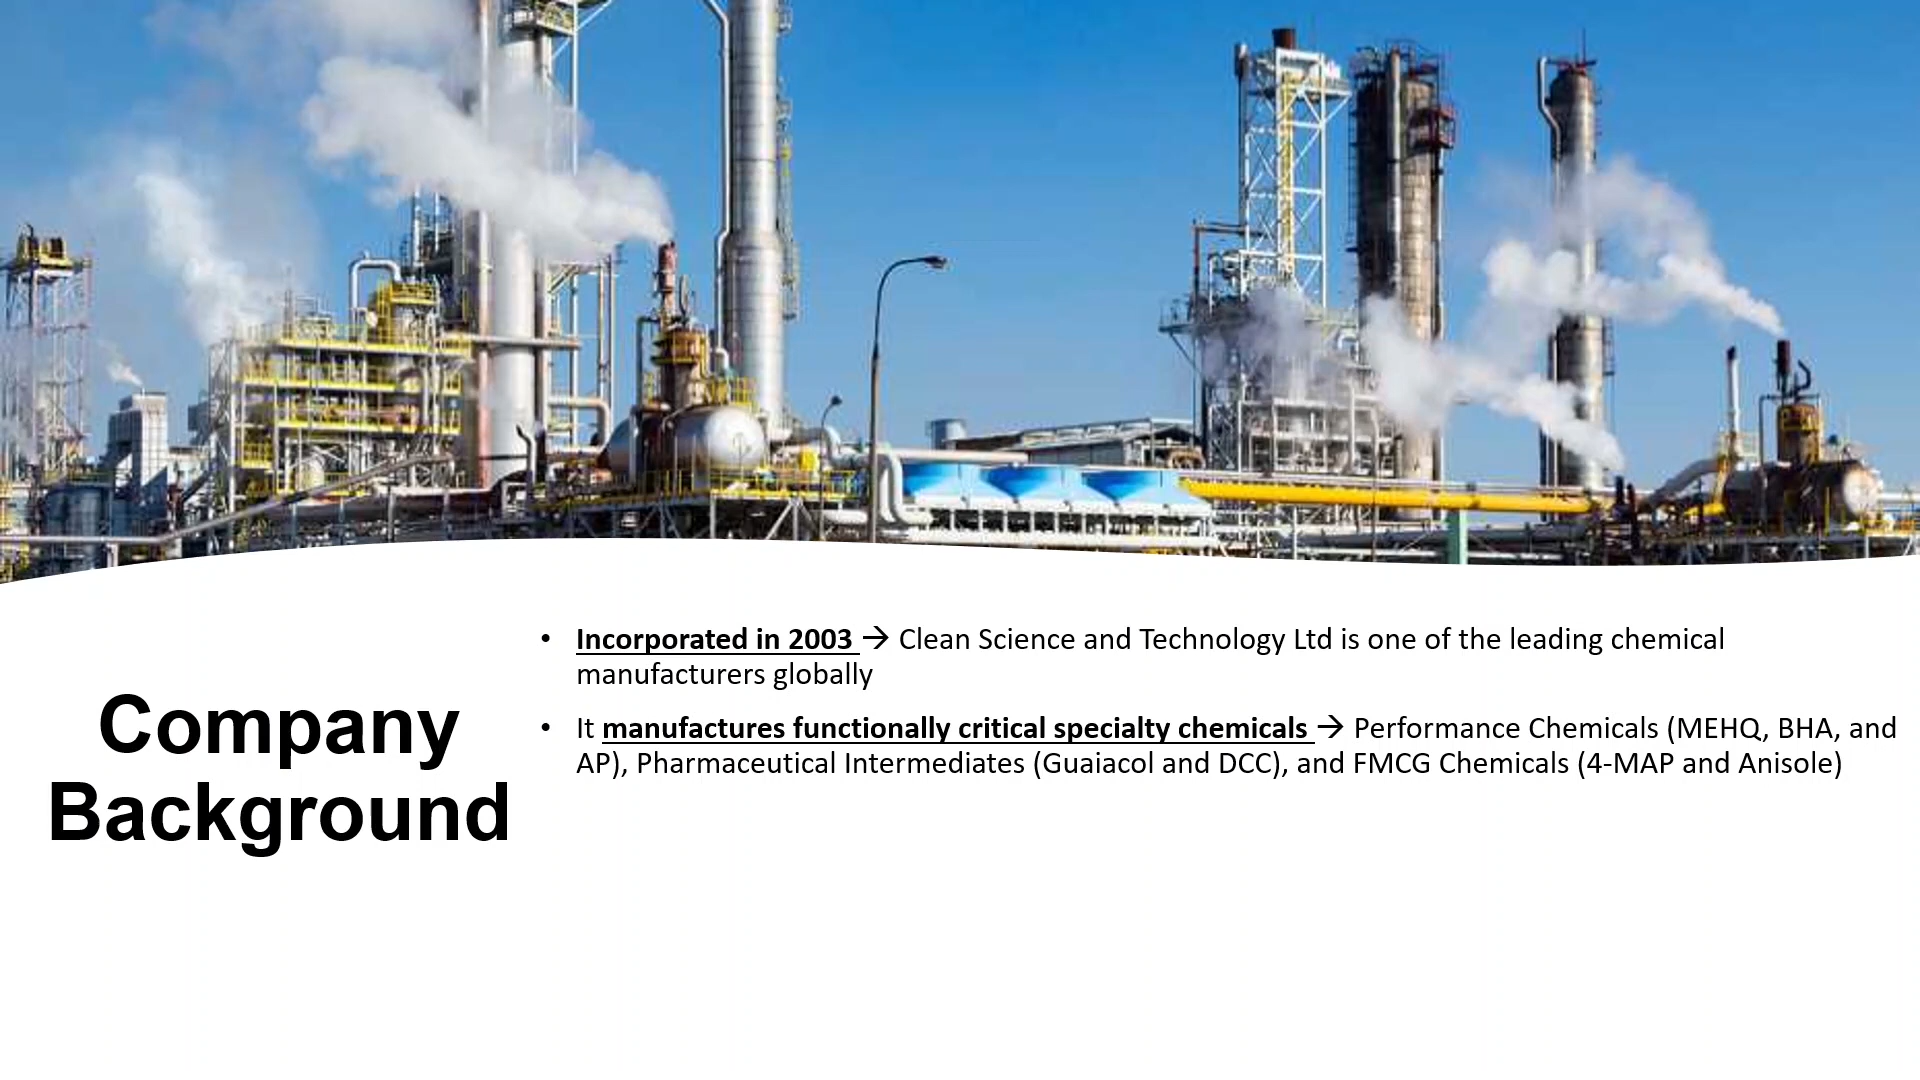 Company
Background
• Incorporated in 2003 → Clean Science and Technology Ltd is one of the leading chemical
manufacturers globally
• It manufactures functionally critical specialty chemicals → Performance Chemicals (MEHQ, BHA, and
AP), Pharmaceutical Intermediates (Guaiacol and DCC), and FMCG Chemicals (4-MAP and Anisole)